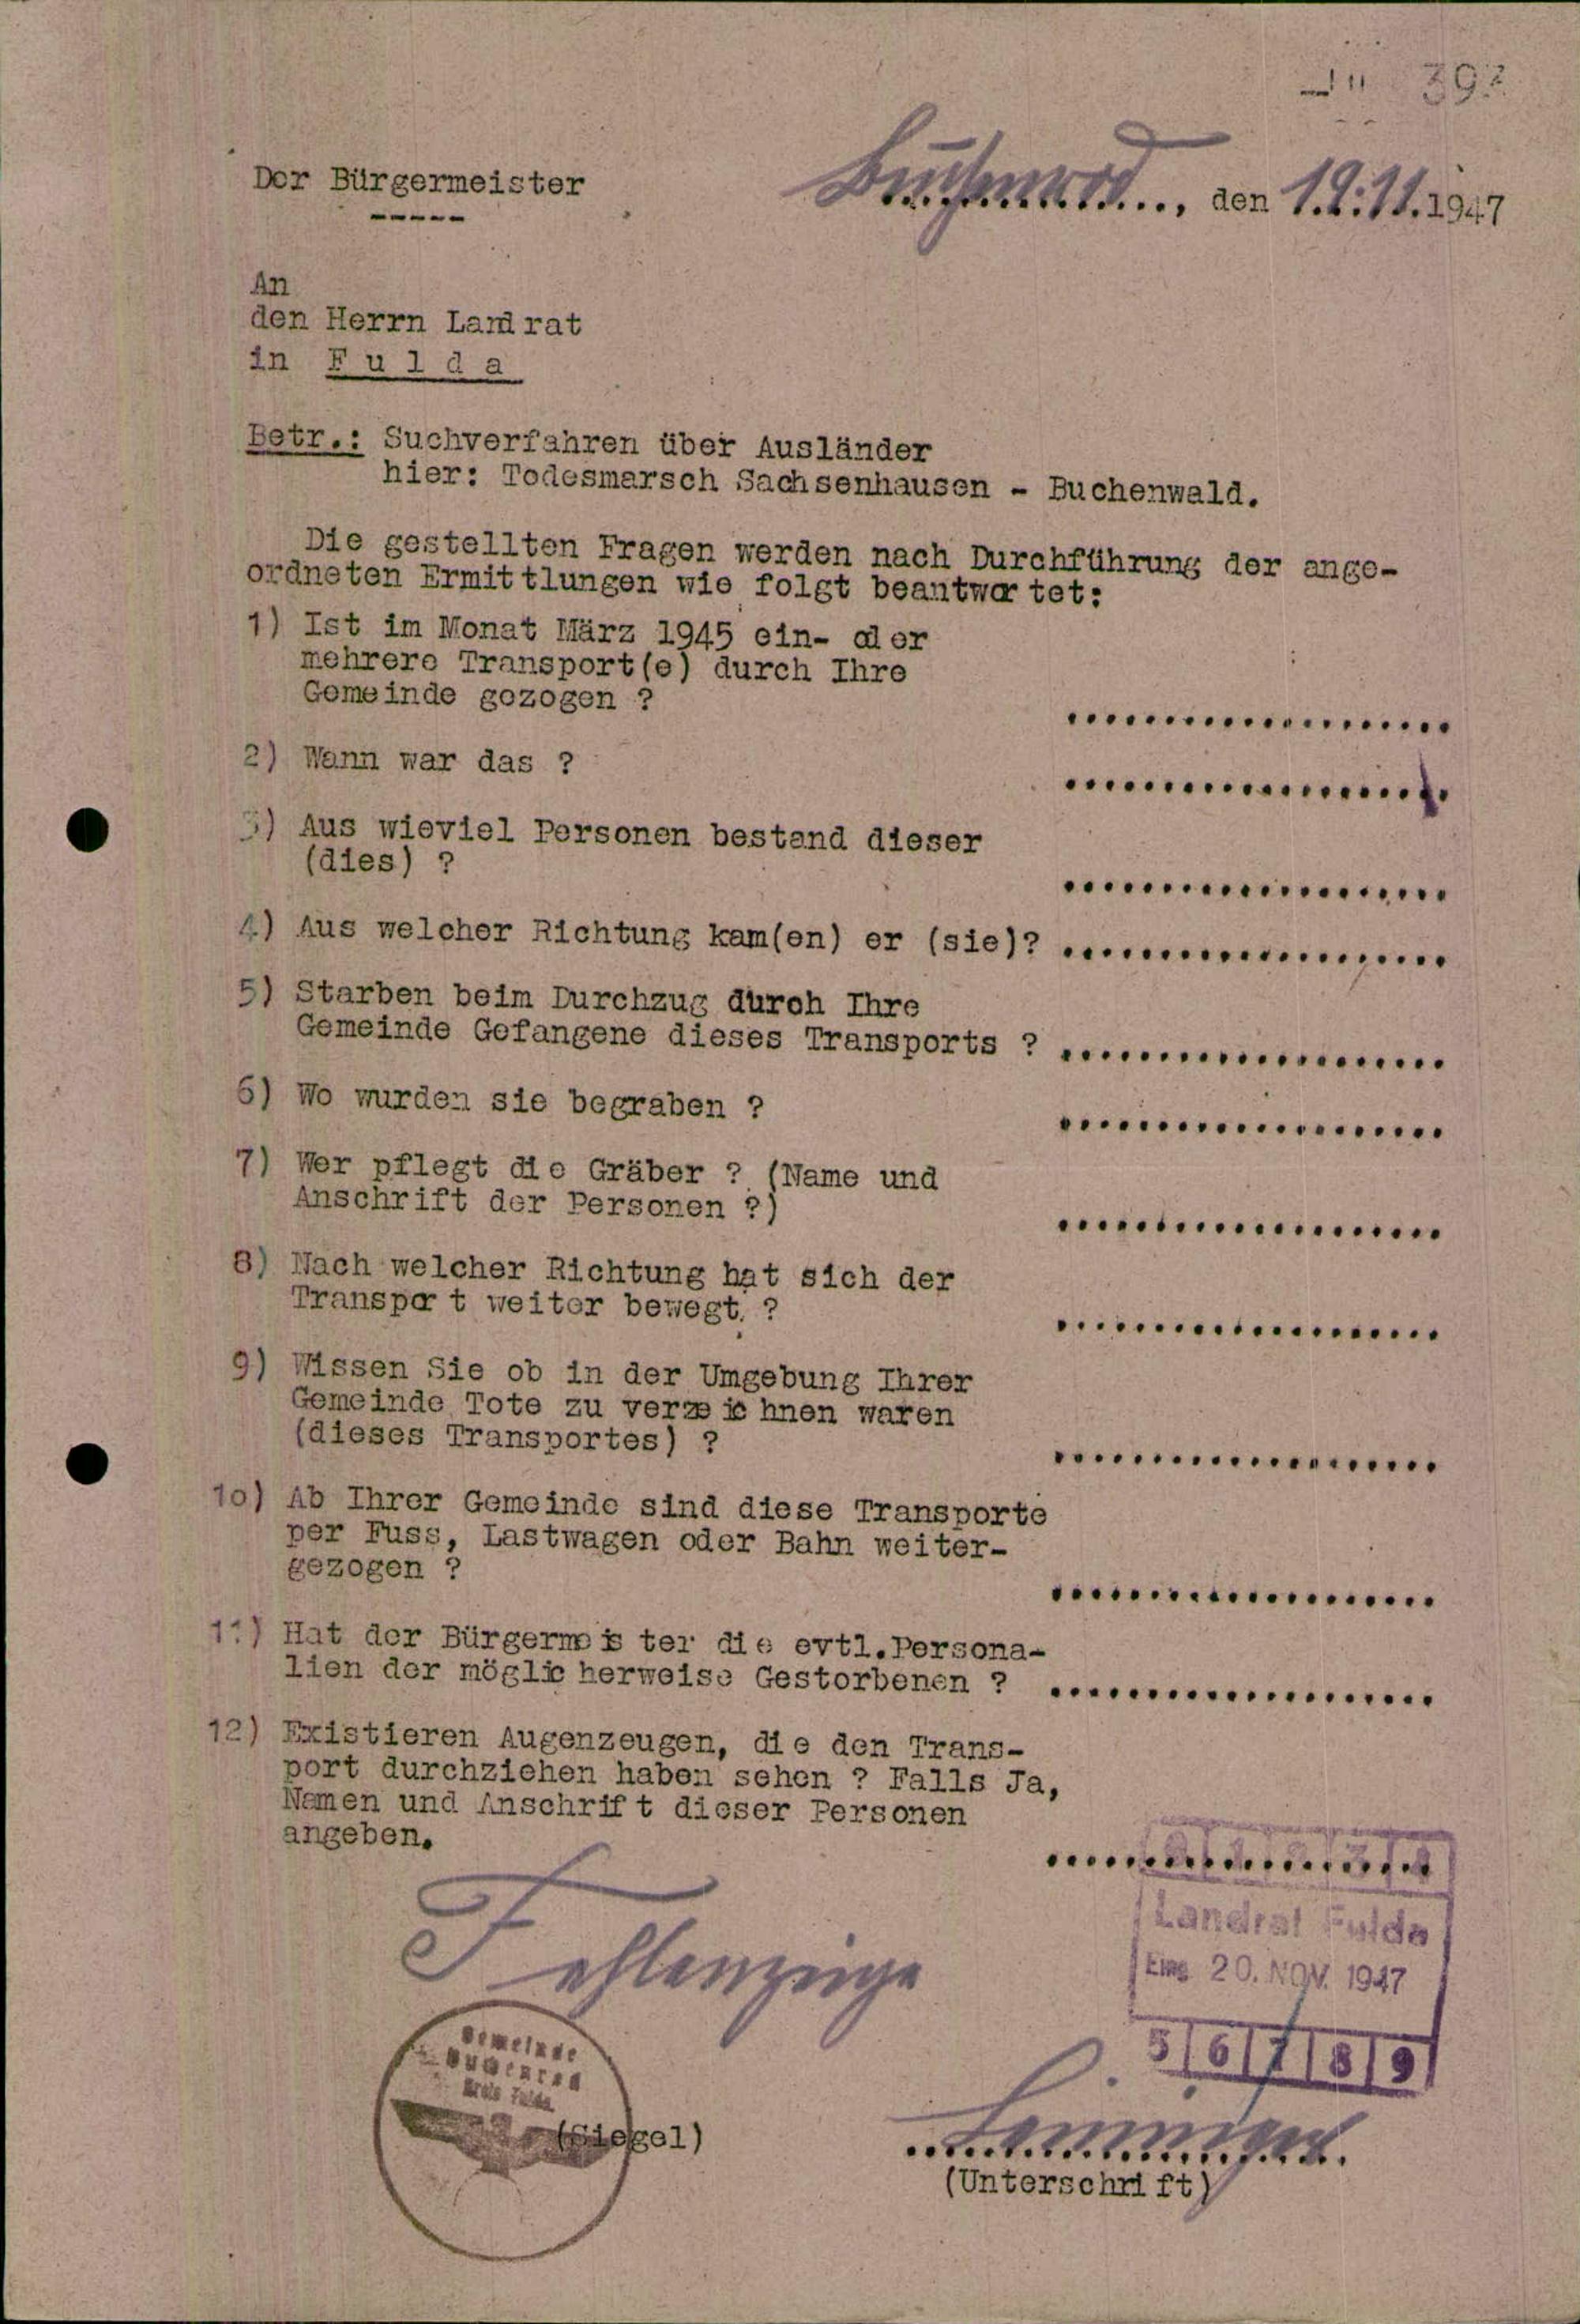 392
Der Bürgermeister
Buchenrod, den 19.11.1947
An
den Herrn Landrat
in Fulda
Betr.: Suchverfahren über Ausländer
hier: Todesmarsch Sachsenhausen - Buchenwald.
Die gestellten Fragen werden nach Durchführung der ange-
ordneten Ermittlungen wie folgt beantwortet:
1) Ist im Monat März 1945 ein- oder
mehrere Transport(e) durch Ihre
Gemeinde gezogen ?
2) Wann war das ?
3) Aus wieviel Personen bestand dieser
(dies) ?
4) Aus welcher Richtung kam(en) er (sie)?
5) Starben beim Durchzug durch Ihre
Gemeinde Gefangene dieses Transports ?
6) Wo wurden sie begraben ?
7) Wer pflegt die Gräber ? (Name und
Anschrift der Personen ?)
8) Nach welcher Richtung hat sich der
Transport weiter bewegt ?
9) Wissen Sie ob in der Umgebung Ihrer
Gemeinde Tote zu verzeichnen waren
(dieses Transportes) ?
10) Ab Ihrer Gemeinde sind diese Transporte
per Fuss, Lastwagen oder Bahn weiter-
gezogen ?
11) Hat der Bürgermeister die evtl. Persona-
lien der möglicherweise Gestorbenen ?
12) Existieren Augenzeugen, die den Trans-
port durchziehen haben sehen ? Falls Ja,
Namen und Anschrift dieser Personen
angeben.
Fehlanzeige
Landrat Fulda
Eing. 20. NOV. 1947
5 6 7 8 9
Gemeinde
Buchenrod
Kreis Fulda
(Siegel)
(Unterschrift)